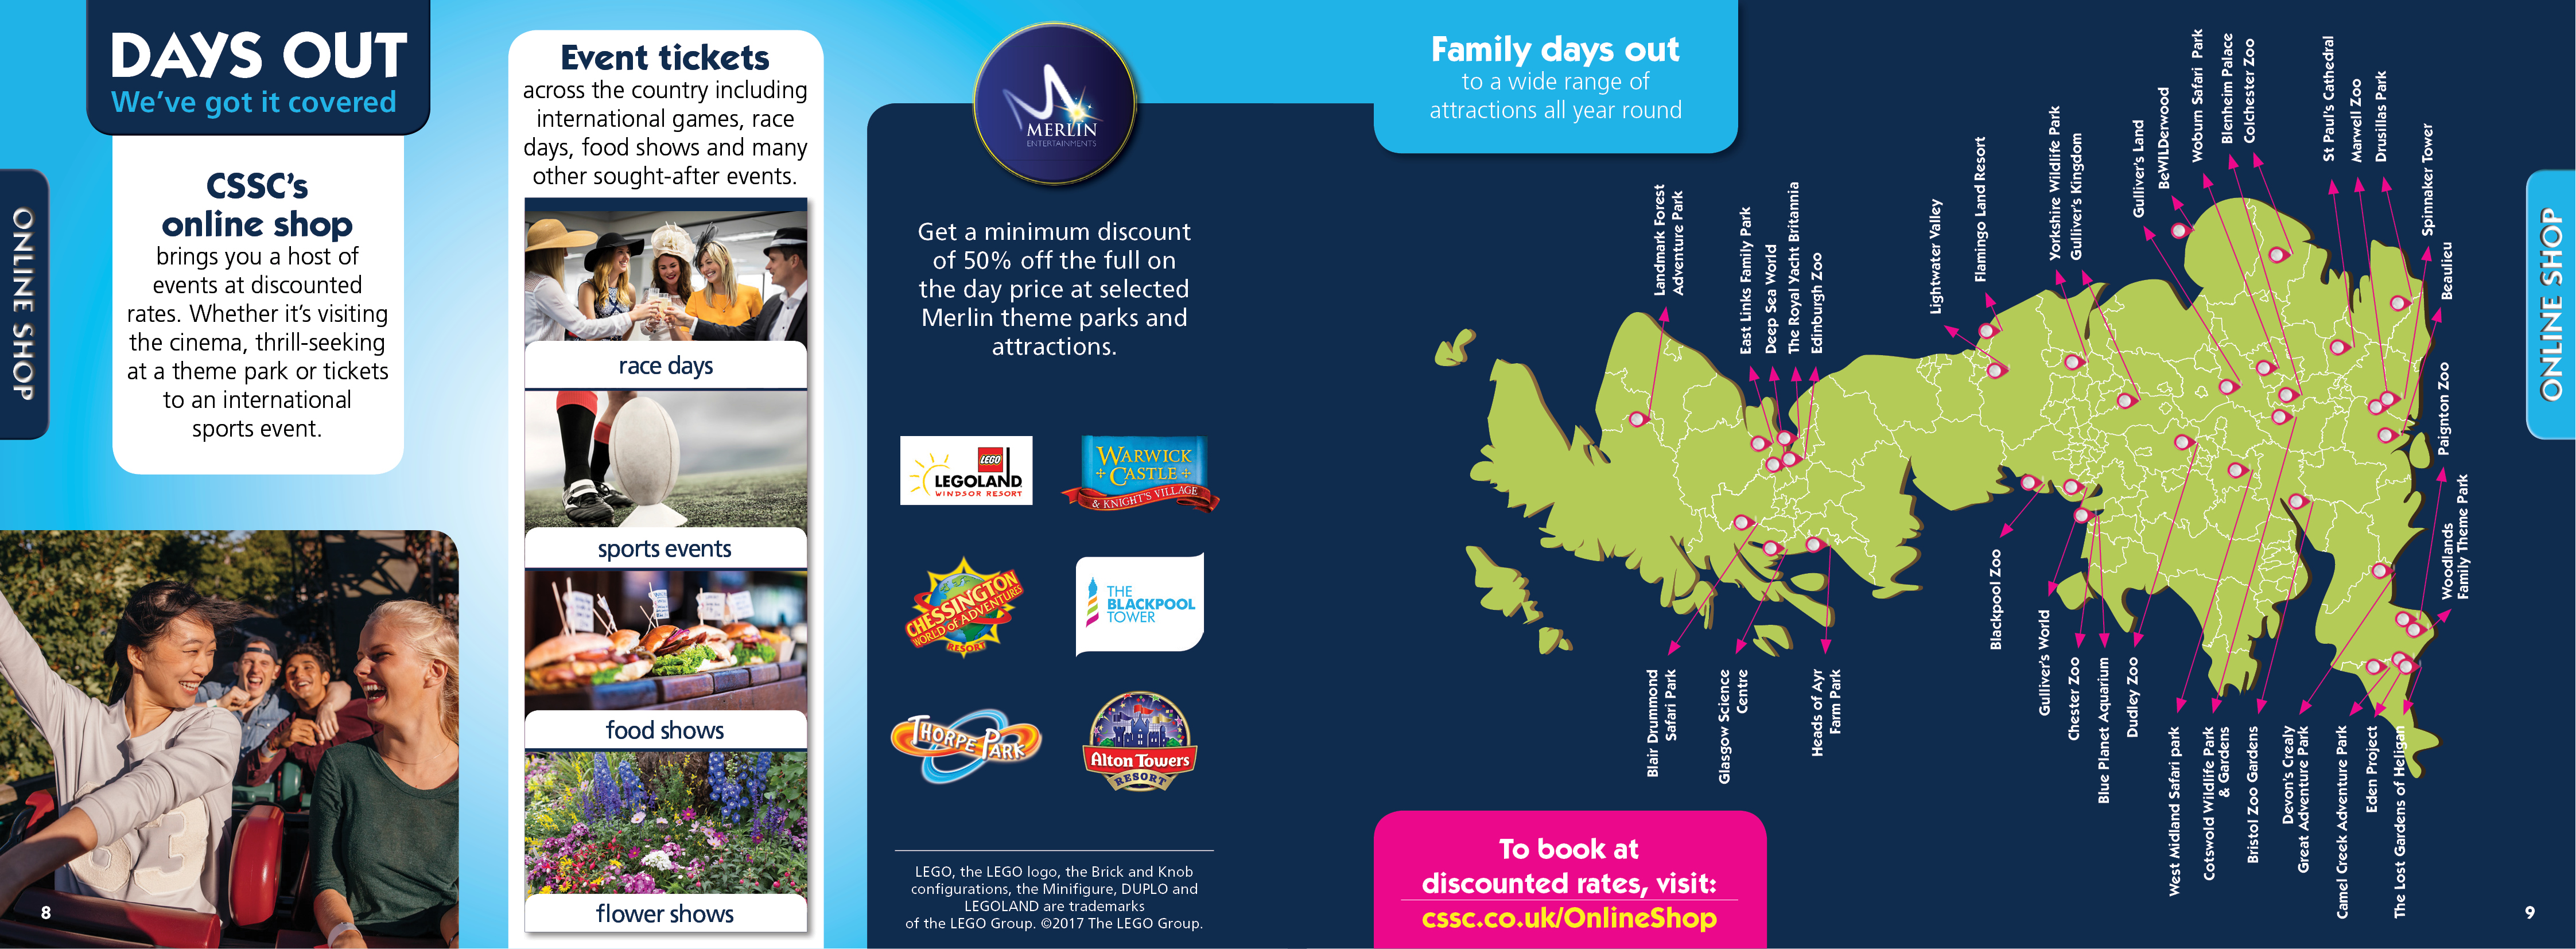 DAYS OUT
We've got it covered
CSSC's
online shop
brings you a host of
events at discounted
rates. Whether it's visiting
the cinema, thrill-seeking
at a theme park or tickets
to an international
sports event.
ONLINE SHOP
8
Event tickets
across the country including
international games, race
days, food shows and many
other sought-after events.
race days
sports events
food shows
flower shows
MERLIN
ENTERTAINMENTS
Get a minimum discount
of 50% off the full on
the day price at selected
Merlin theme parks and
attractions.
LEGO
LEGOLAND
WINDSOR RESORT
WARWICK
CASTLE
& KNIGHT'S VILLAGE
CHESSINGTON
WORLD OF ADVENTURES
RESORT
THE
BLACKPOOL
TOWER
THORPE PARK
Alton Towers
RESORT
LEGO, the LEGO logo, the Brick and Knob
configurations, the Minifigure, DUPLO and
LEGOLAND are trademarks
of the LEGO Group. ©2017 The LEGO Group.
Family days out
to a wide range of
attractions all year round
Landmark Forest
Adventure Park
East Links Family Park
Deep Sea World
The Royal Yacht Britannia
Edinburgh Zoo
Lightwater Valley
Flamingo Land Resort
Yorkshire Wildlife Park
Gulliver's Kingdom
Gulliver's Land
BeWILDerwood
Woburn Safari Park
Blenheim Palace
Colchester Zoo
St Paul's Cathedral
Marwell Zoo
Drusillas Park
Spinnaker Tower
Beaulieu
Paignton Zoo
Woodlands
Family Theme Park
Blair Drummond
Safari Park
Glasgow Science
Centre
Heads of Ayr
Farm Park
Blackpool Zoo
Gulliver's World
Chester Zoo
Blue Planet Aquarium
Dudley Zoo
West Midland Safari park
Cotswold Wildlife Park
& Gardens
Bristol Zoo Gardens
Devon's Crealy
Great Adventure Park
Camel Creek Adventure Park
Eden Project
The Lost Gardens of Heligan
To book at
discounted rates, visit:
cssc.co.uk/OnlineShop
ONLINE SHOP
9